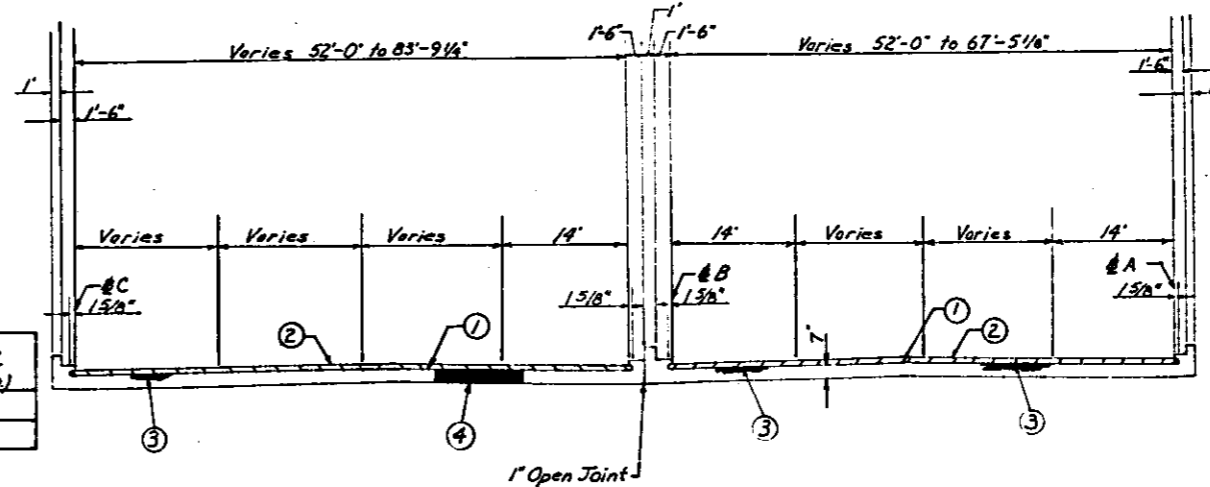 1'
1'-6" 1'-6"
Varies 52'-0" to 83'-9 1/4" Varies 52'-0" to 67'-5 1/8"
1' 1'-6"
1'-6"
Varies Varies Varies 14' 14' Varies Varies 14'
℄ C ℄ B ℄ A
1 5/8" 1 5/8" 1 5/8" 1 5/8"
2 1 7" 1 2
3 4 3 3
1" Open Joint